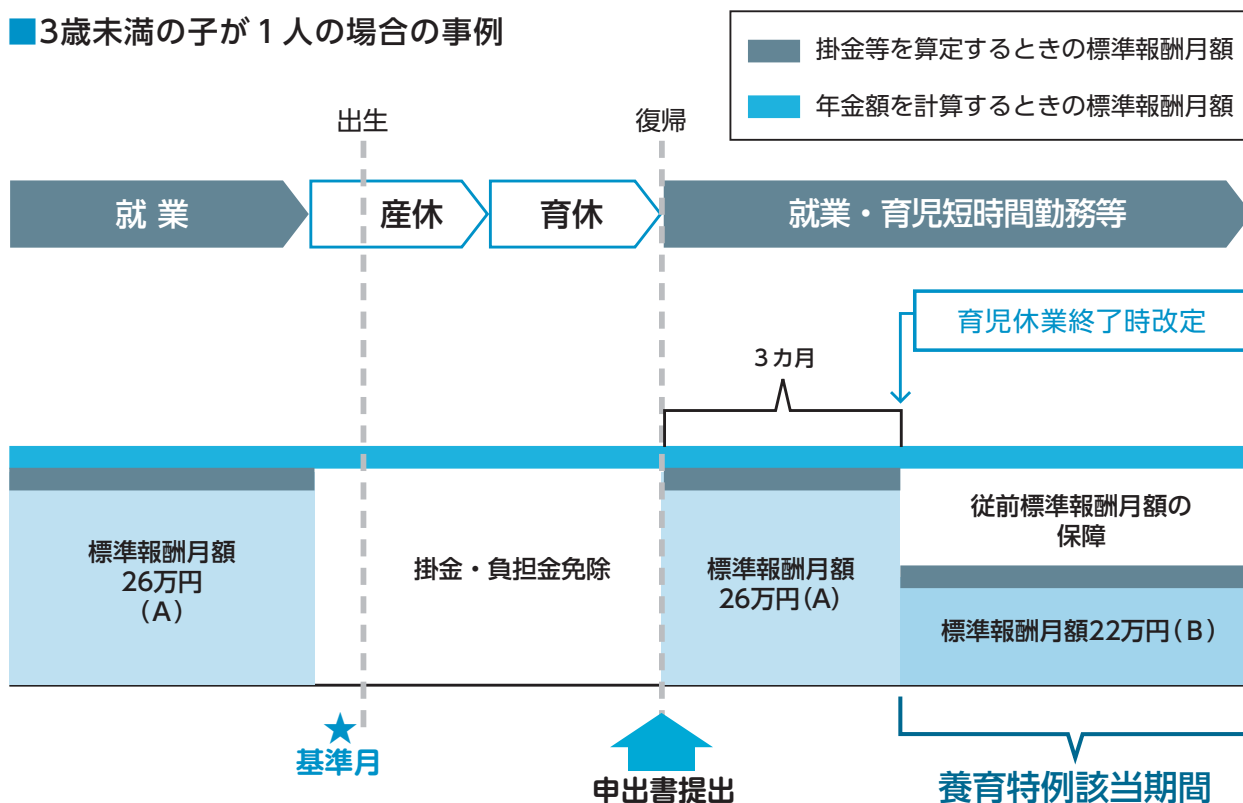 ■3歳未満の子が1人の場合の事例
掛金等を算定するときの標準報酬月額
年金額を計算するときの標準報酬月額
出生
復帰
就業
産休
育休
就業・育児短時間勤務等
育児休業終了時改定
3カ月
標準報酬月額
26万円
(A)
掛金・負担金免除
標準報酬月額
26万円(A)
従前標準報酬月額の
保障
標準報酬月額22万円(B)
★
基準月
申出書提出
養育特例該当期間